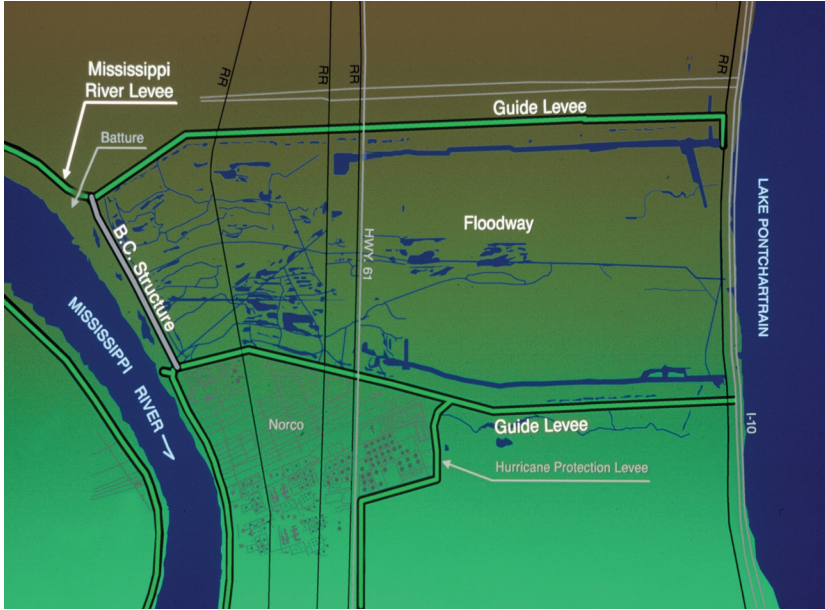 Mississippi
River Levee
Batture
RR
RR
RR
RR
Guide Levee
B.C. Structure
HWY. 61
Floodway
LAKE PONTCHARTRAIN
MISSISSIPPI RIVER
Norco
Guide Levee
I-10
Hurricane Protection Levee